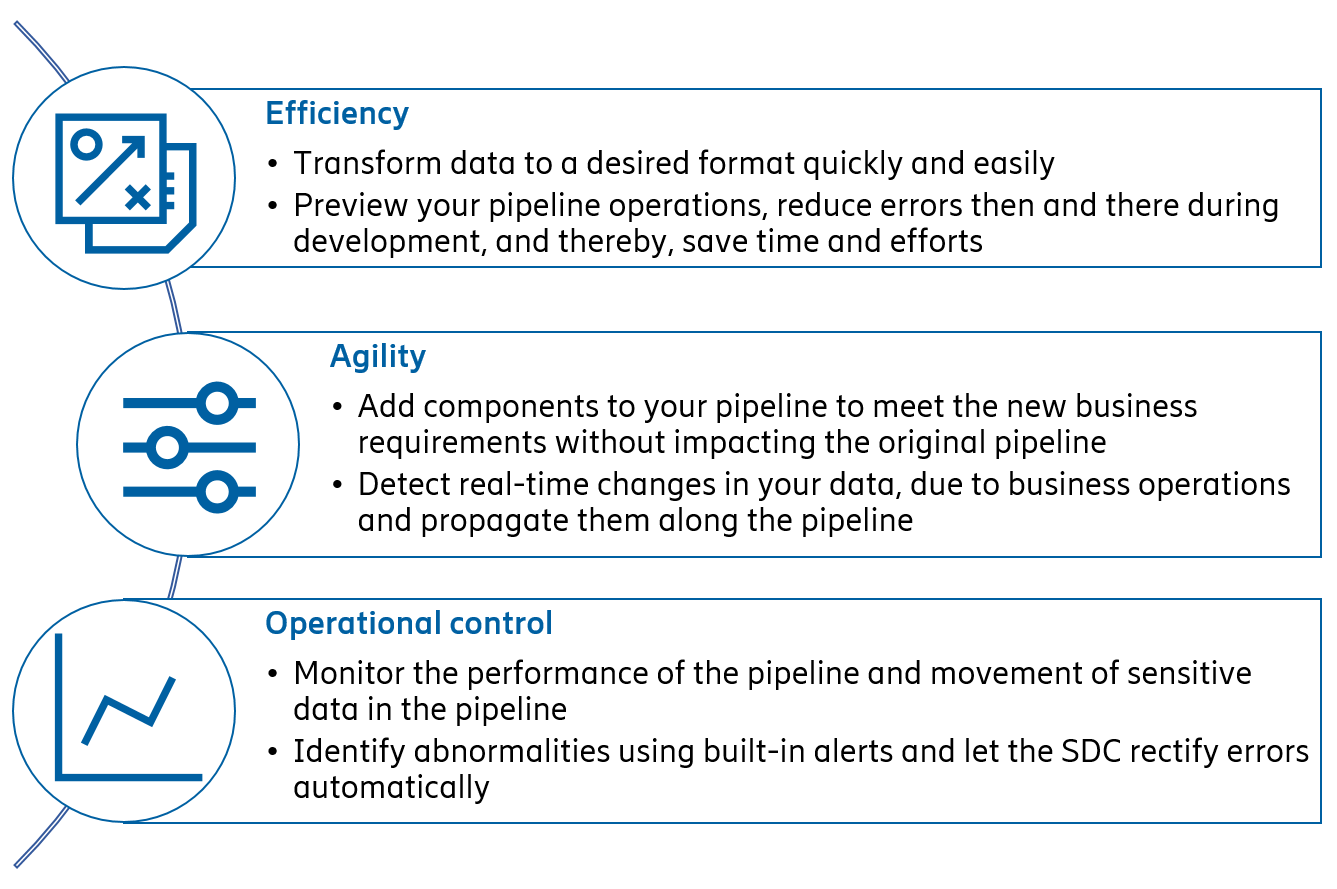 Efficiency
• Transform data to a desired format quickly and easily
• Preview your pipeline operations, reduce errors then and there during
development, and thereby, save time and efforts
Agility
• Add components to your pipeline to meet the new business
requirements without impacting the original pipeline
• Detect real-time changes in your data, due to business operations
and propagate them along the pipeline
Operational control
• Monitor the performance of the pipeline and movement of sensitive
data in the pipeline
• Identify abnormalities using built-in alerts and let the SDC rectify errors
automatically